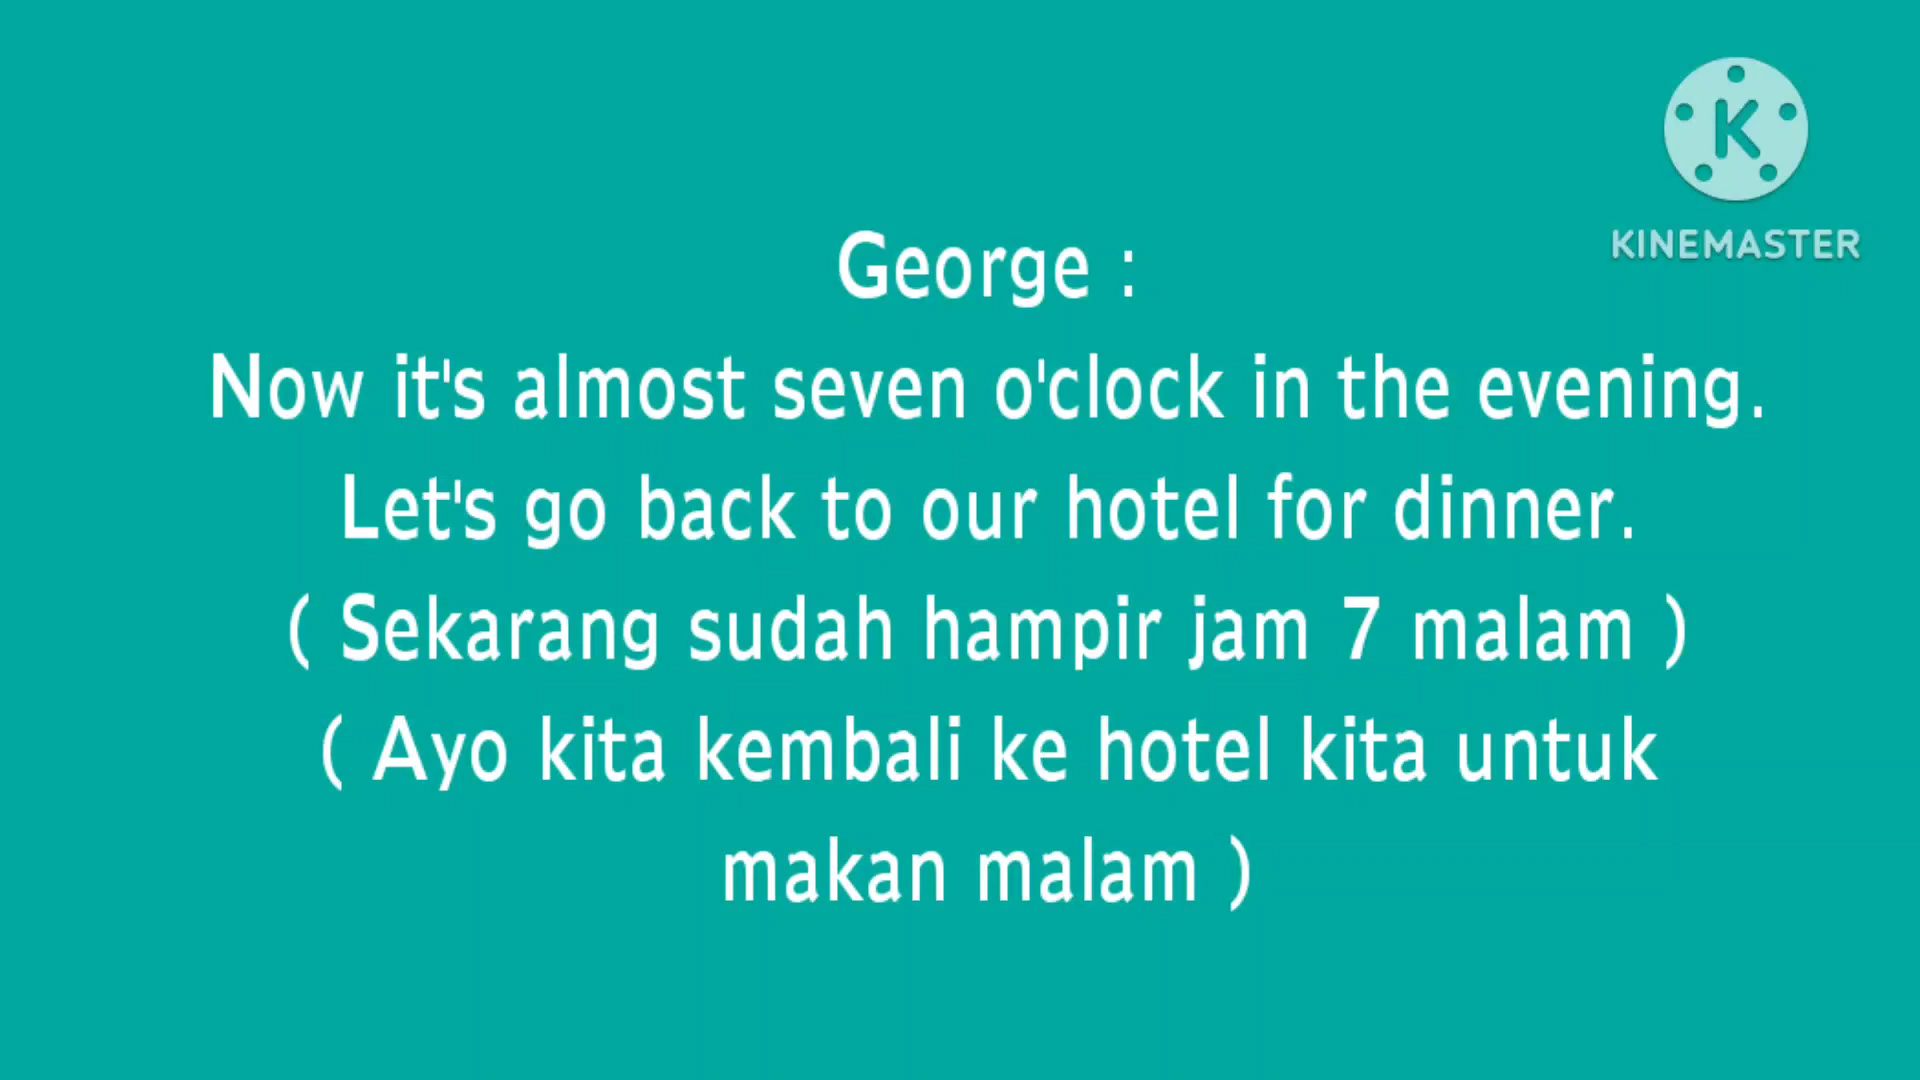 K
KINEMASTER
George :
Now it's almost seven o'clock in the evening.
Let's go back to our hotel for dinner.
( Sekarang sudah hampir jam 7 malam )
( Ayo kita kembali ke hotel kita untuk
makan malam )